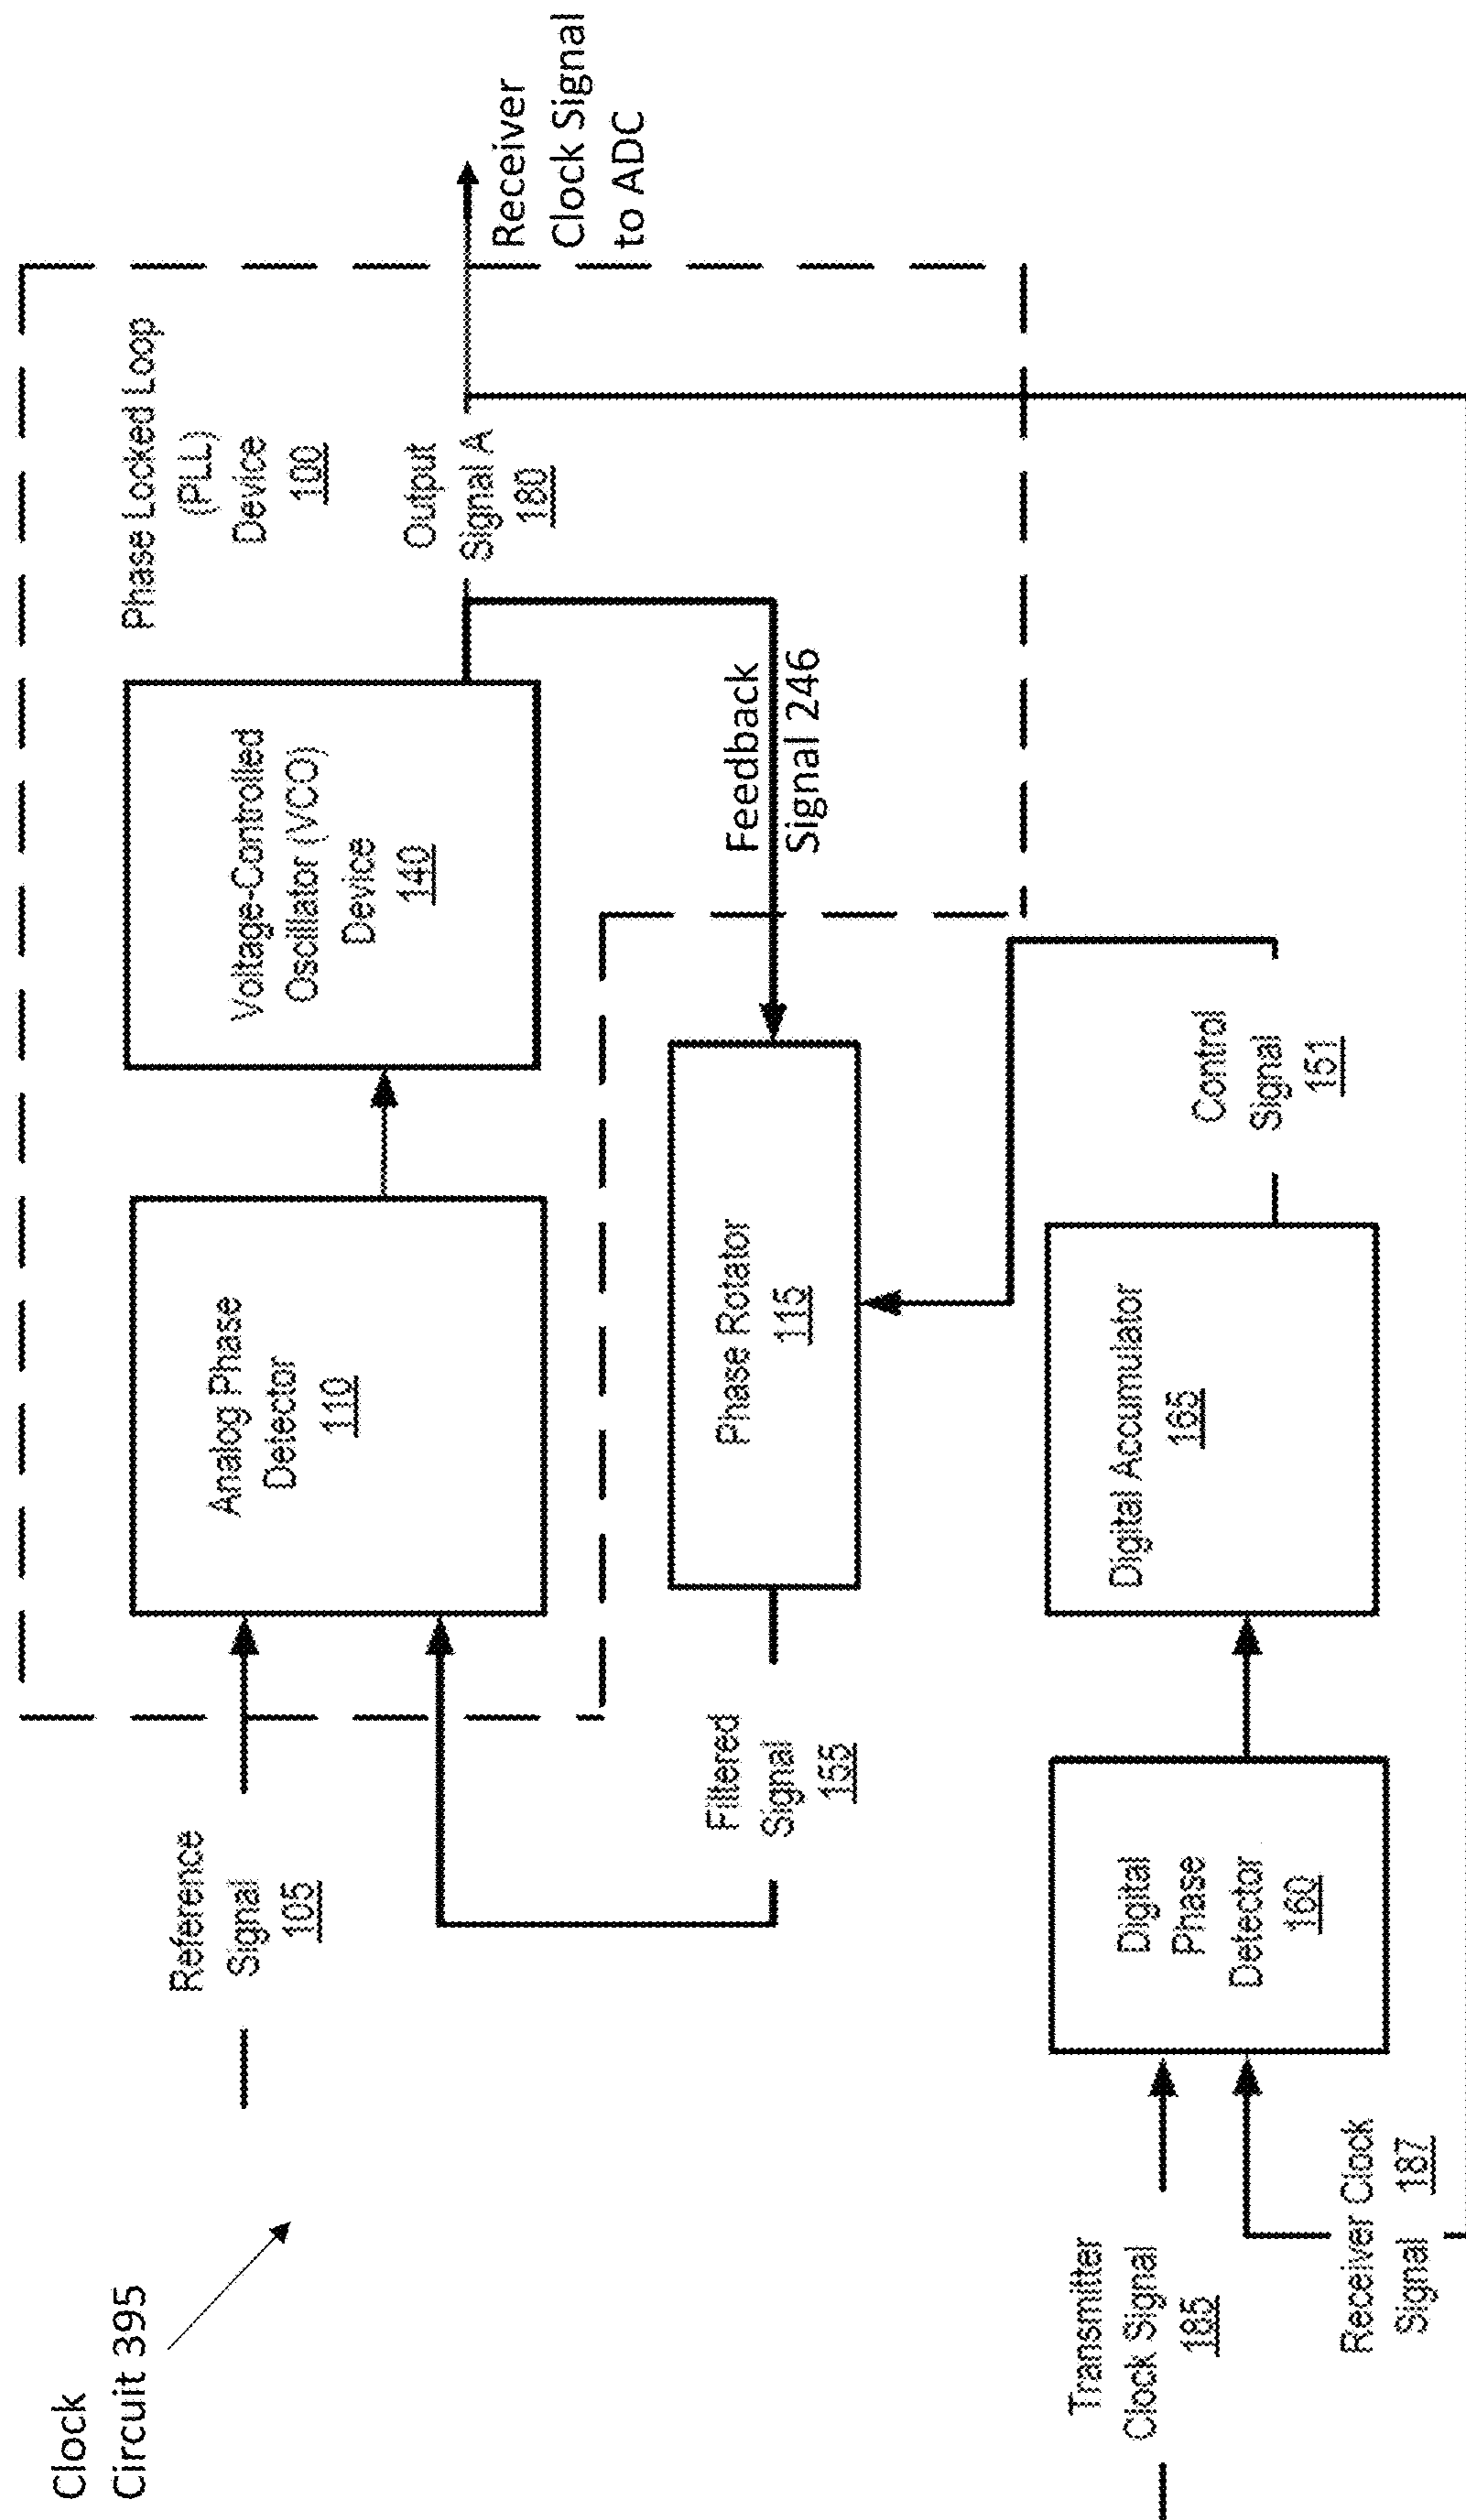 Clock
Circuit 395
Reference
Signal
105
Analog Phase
Detector
110
Voltage-Controlled
Oscillator (VCO)
Device
140
Phase Locked Loop
(PLL)
Device
100
Output
Signal A
180
Receiver
Clock Signal
to ADC
Feedback
Signal 246
Filtered
Signal
155
Phase Rotator
115
Transmitter
Clock Signal
185
Receiver Clock
Signal 187
Digital
Phase
Detector
160
Digital Accumulator
165
Control
Signal
151